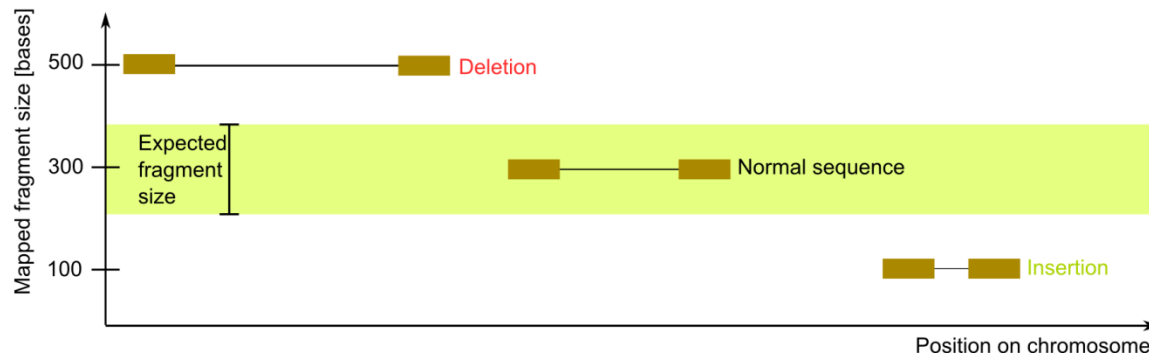 Mapped fragment size [bases]
500
Deletion
Expected
fragment
size
300
Normal sequence
100
Insertion
Position on chromosome